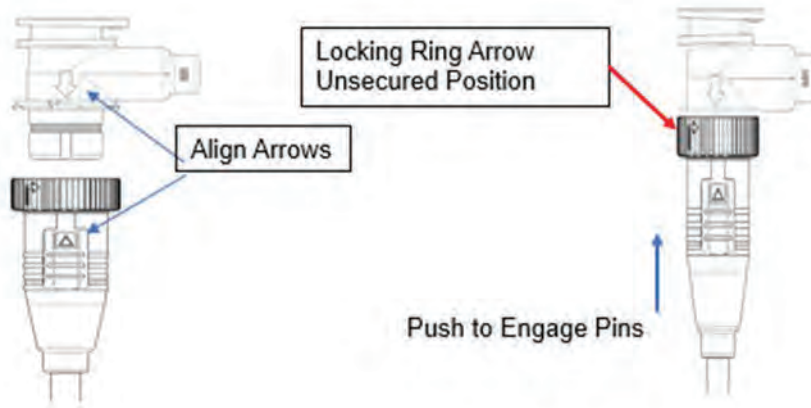 Locking Ring Arrow
Unsecured Position
Align Arrows
Push to Engage Pins